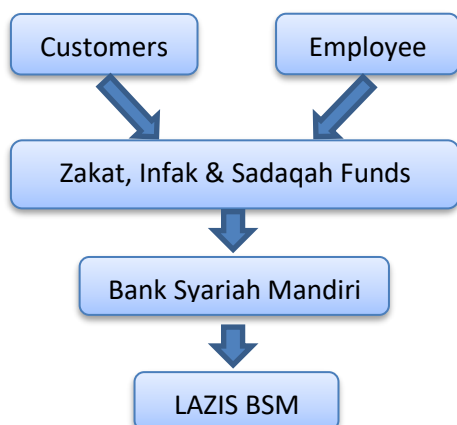 Customers
Employee
Zakat, Infak & Sadaqah Funds
Bank Syariah Mandiri
LAZIS BSM